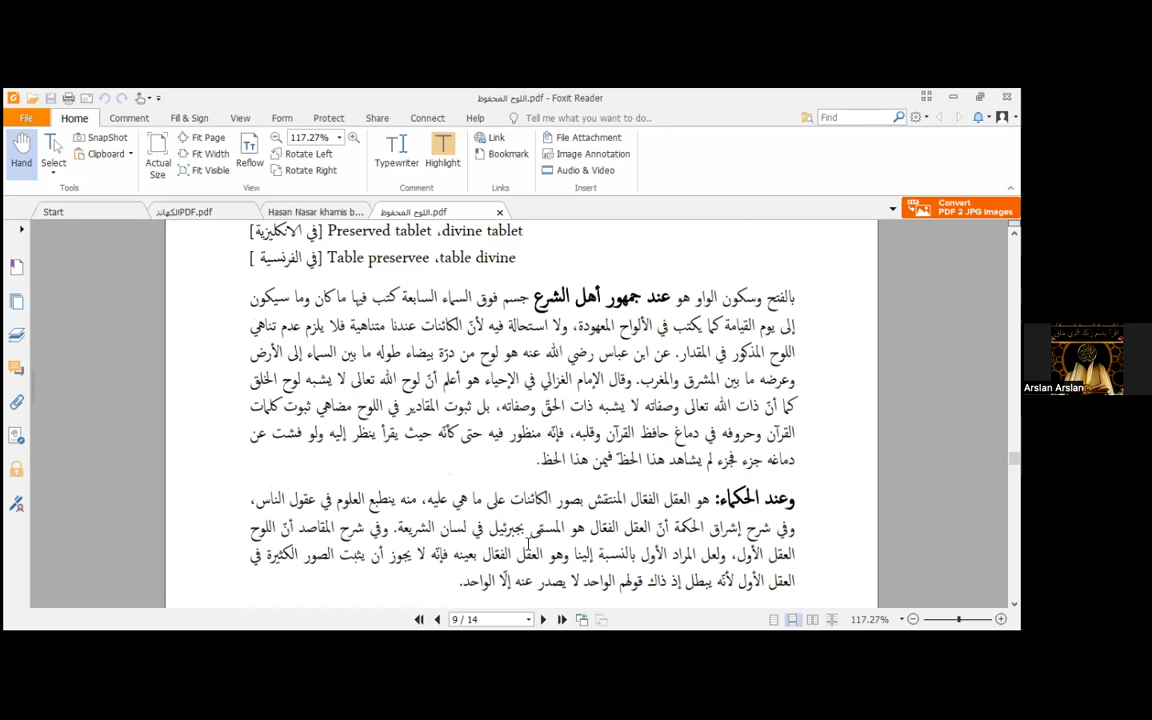 اللوح المحفوظ.pdf - Foxit Reader
File Home Comment Fill & Sign View Form Protect Share Connect Help Tell me what you want to do.. Find
Hand
Select
SnapShot
Clipboard
Tools
Actual Size
Fit Page
Fit Width
Fit Visible
Reflow
117.27%
Rotate Left
Rotate Right
View
Typewriter
Highlight
Comment
Link
Bookmark
Links
File Attachment
Image Annotation
Audio & Video
Insert
Start
الكهانةPDF.pdf
Hasan Nasar khamis b...
اللوح المحفوظ.pdf
Convert
PDF 2 JPG Images
[في الانكليزية] Preserved tablet ،divine tablet
[ في الفرنسية] Table preservee ،table divine
بالفتح وسكون الواو هو عند جمهور أهل الشرع جسم فوق السماء السابعة كتب فيها ما كان وما سيكون
إلى يوم القيامة كما يكتب في الألواح المعهودة، ولا استحالة فيه لأنّ الكائنات عندنا متناهية فلا يلزم عدم تناهي
اللوح المذكور في المقدار. عن ابن عباس رضي الله عنه هو لوح من درّة بيضاء طوله ما بين السماء إلى الأرض
وعرضه ما بين المشرق والمغرب. وقال الإمام الغزالي في الإحياء هو أعلم أنّ لوح الله تعالى لا يشبه لوح الخلق
كما أنّ ذات الله تعالى وصفاته لا يشبه ذات الحقّ وصفاته، بل ثبوت المقادير في اللوح مضاهي ثبوت كلمات
القرآن وحروفه في دماغ حافظ القرآن وقلبه، فإنّه منظور فيه حتى كأنّه حيث يقرأ ينظر إليه ولو فشت عن
دماغه جزء فجزء لم يشاهد هذا الحظّ فيمن هذا الحظ.
وعند الحكماء: هو العقل الفعّال المنتقش بصور الكائنات على ما هي عليه، منه ينطبع العلوم في عقول الناس،
وفي شرح إشراق الحكمة أنّ العقل الفعّال هو المسمّى بجبرئيل في لسان الشريعة. وفي شرح المقاصد أنّ اللوح
العقل الأول، ولعل المراد الأول بالنسبة إلينا وهو العقل الفعّال بعينه فإنّه لا يجوز أن يثبت الصور الكثيرة في
العقل الأول لأنّه يبطل إذ ذاك قولهم الواحد لا يصدر عنه إلّا الواحد.
9 / 14
117.27%
Arslan Arslan